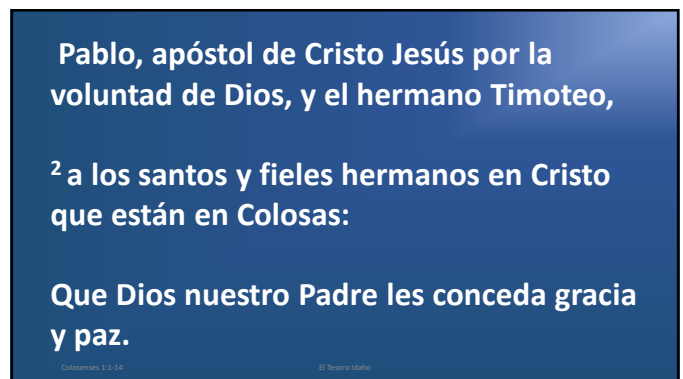 Pablo, apóstol de Cristo Jesús por la
voluntad de Dios, y el hermano Timoteo,
2 a los santos y fieles hermanos en Cristo
que están en Colosas:
Que Dios nuestro Padre les conceda gracia
y paz.
Colosenses 1:1-14
El Tesoro Idaho